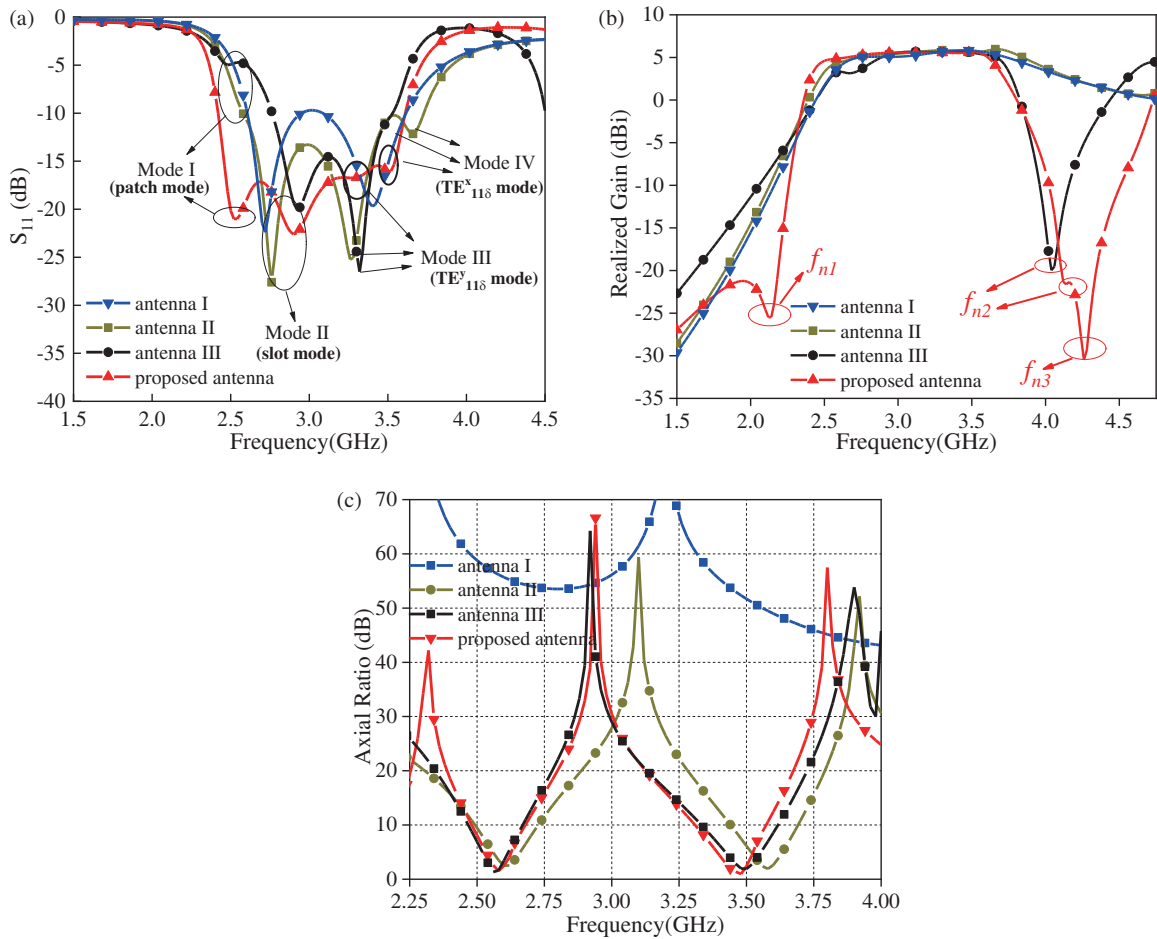 (a)
0
-5
-10
-15
-20
-25
-30
-35
-40
S11 (dB)
1.5 2.0 2.5 3.0 3.5 4.0 4.5
Frequency(GHz)
Mode I
(patch mode)
Mode II
(slot mode)
Mode III
(TEy11δ mode)
Mode IV
(TEx11δ mode)
antenna I
antenna II
antenna III
proposed antenna
(b)
10
5
0
-5
-10
-15
-20
-25
-30
-35
Realized Gain (dBi)
1.5 2.0 2.5 3.0 3.5 4.0 4.5
Frequency(GHz)
fn1
fn2
fn3
antenna I
antenna II
antenna III
proposed antenna
(c)
70
60
50
40
30
20
10
0
Axial Ratio (dB)
2.25 2.50 2.75 3.00 3.25 3.50 3.75 4.00
Frequency(GHz)
antenna I
antenna II
antenna III
proposed antenna